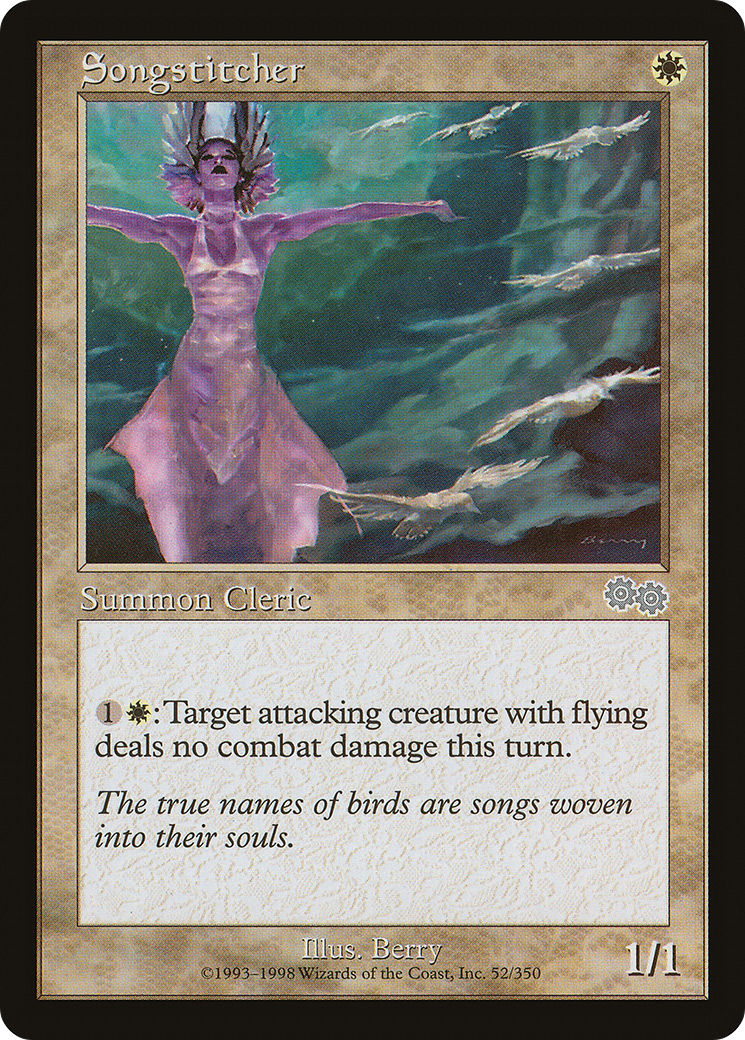 Songstitcher
Berry
Summon Cleric
1 : Target attacking creature with flying
deals no combat damage this turn.
The true names of birds are songs woven
into their souls.
Illus. Berry
©1993–1998 Wizards of the Coast, Inc. 52/350
1/1